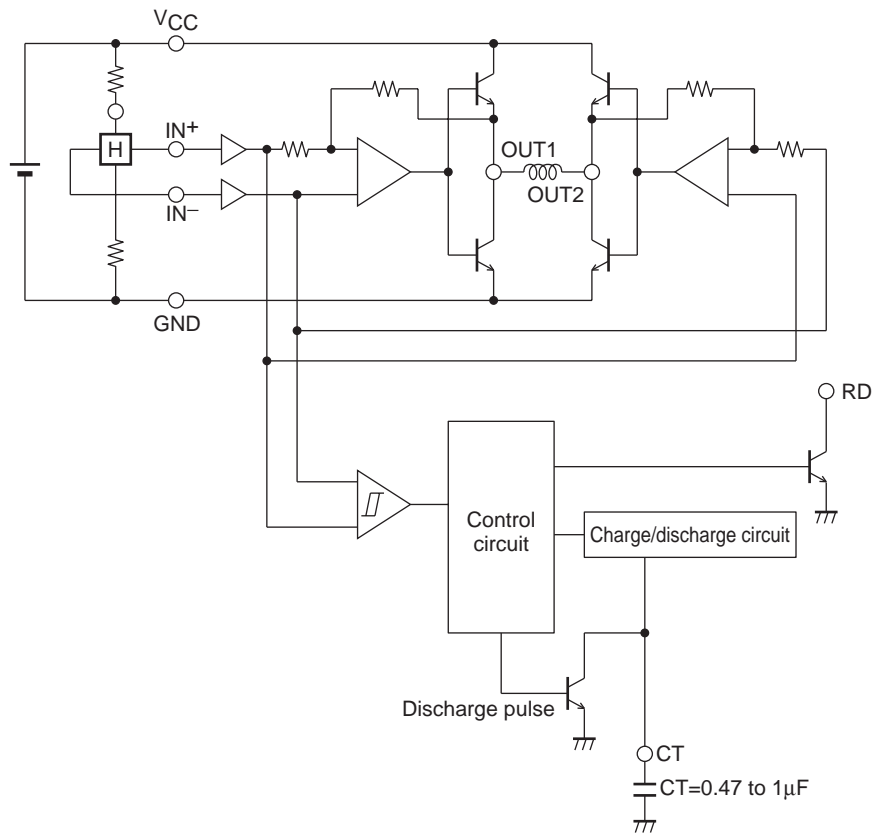 VCC
IN+
H
IN−
OUT1
OUT2
GND
RD
Control
circuit
Charge/discharge circuit
Discharge pulse
CT
CT=0.47 to 1μF